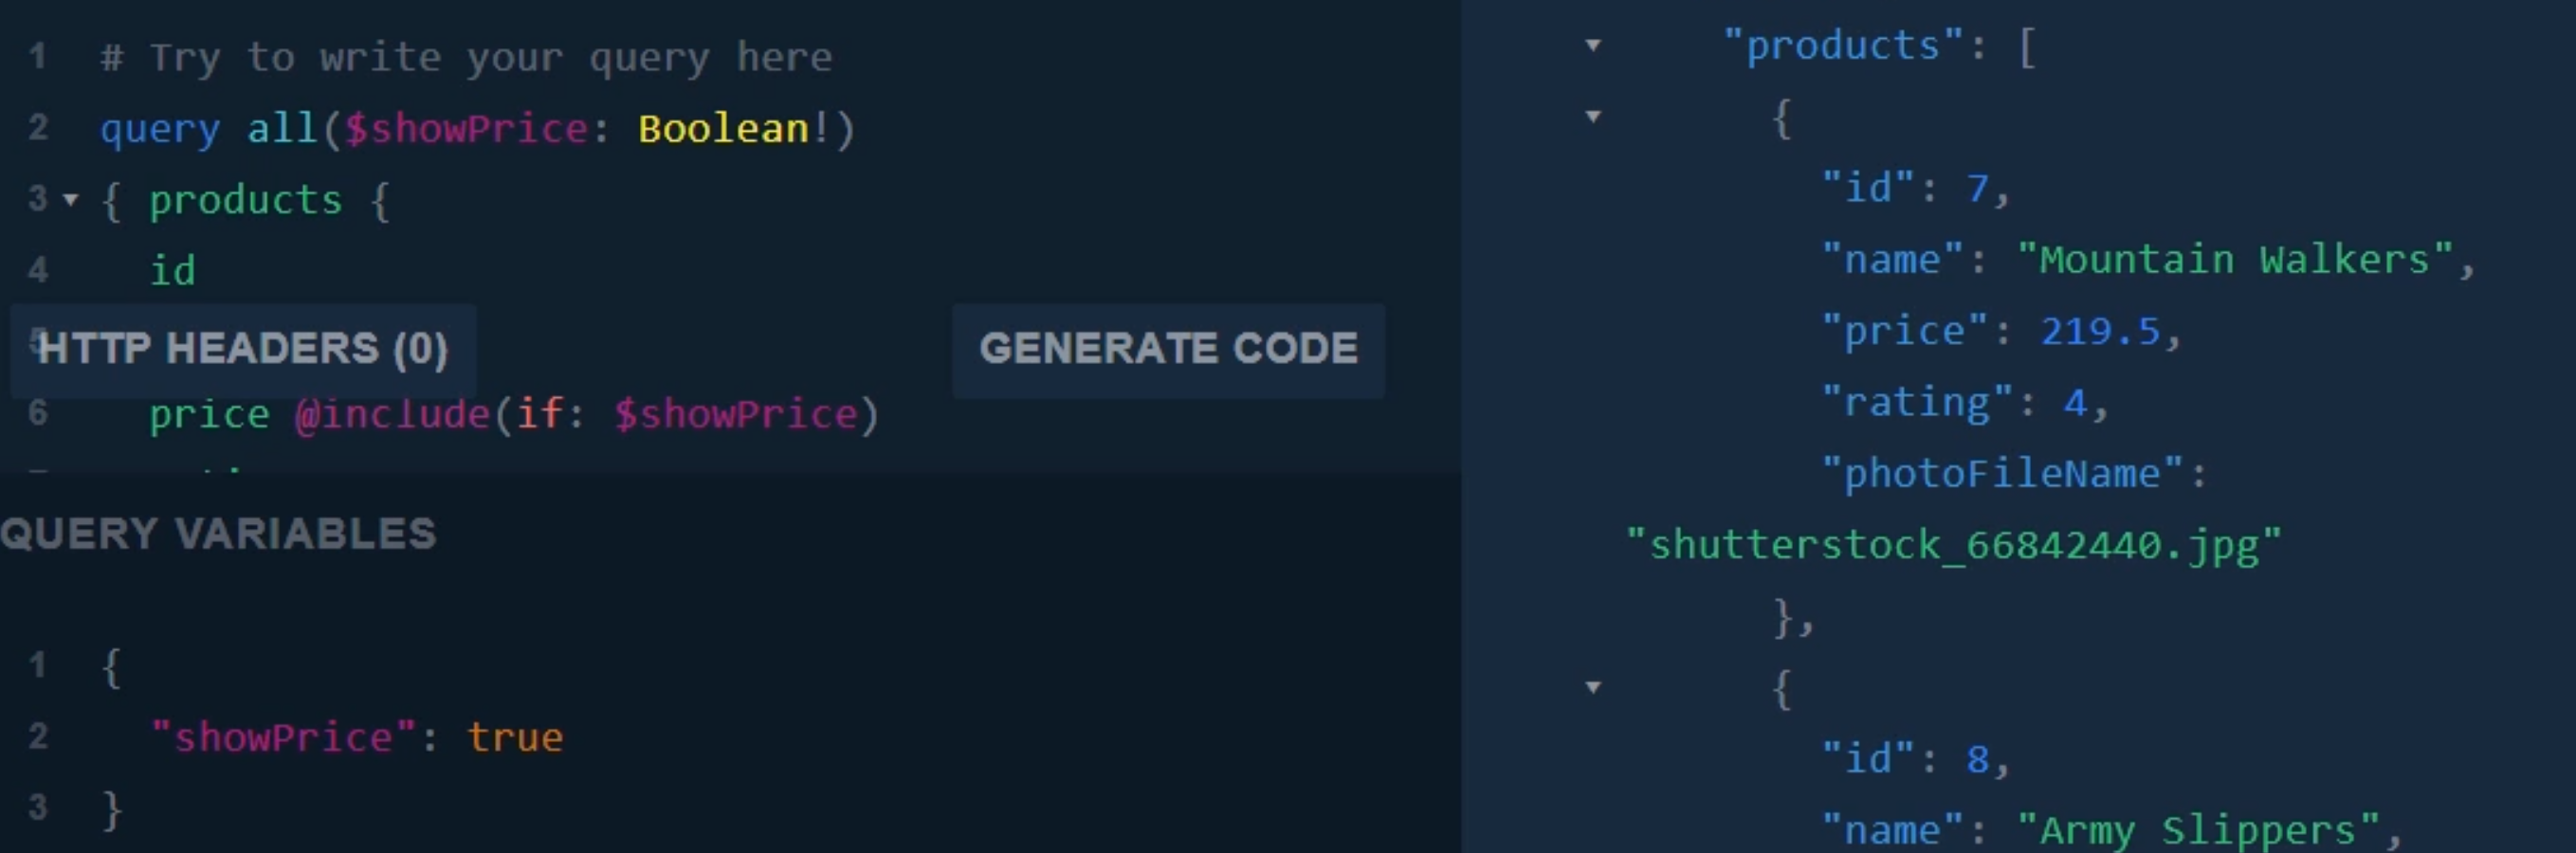 1 # Try to write your query here
2 query all($showPrice: Boolean!)
3 { products {
4 id
HTTP HEADERS (0)
GENERATE CODE
6 price @include(if: $showPrice)
QUERY VARIABLES
1 {
2 "showPrice": true
3 }
"products": [
{
"id": 7,
"name": "Mountain Walkers",
"price": 219.5,
"rating": 4,
"photoFileName":
"shutterstock_66842440.jpg"
},
{
"id": 8,
"name": "Army Slippers",